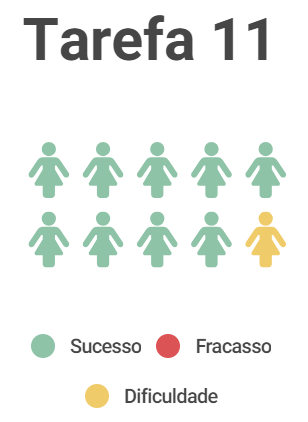 Tarefa 11
Sucesso
Fracasso
Dificuldade